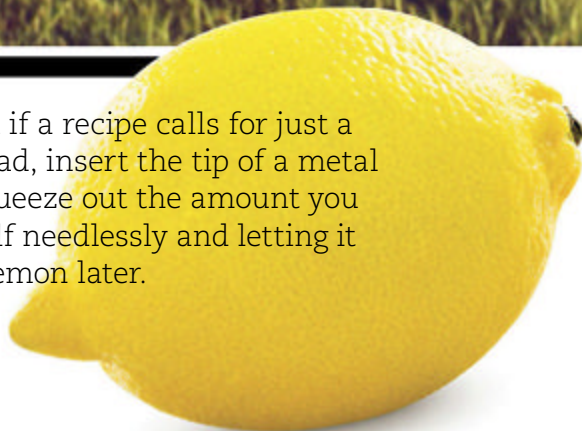 if a recipe calls for just a
ad, insert the tip of a metal
ueeze out the amount you
lf needlessly and letting it
emon later.